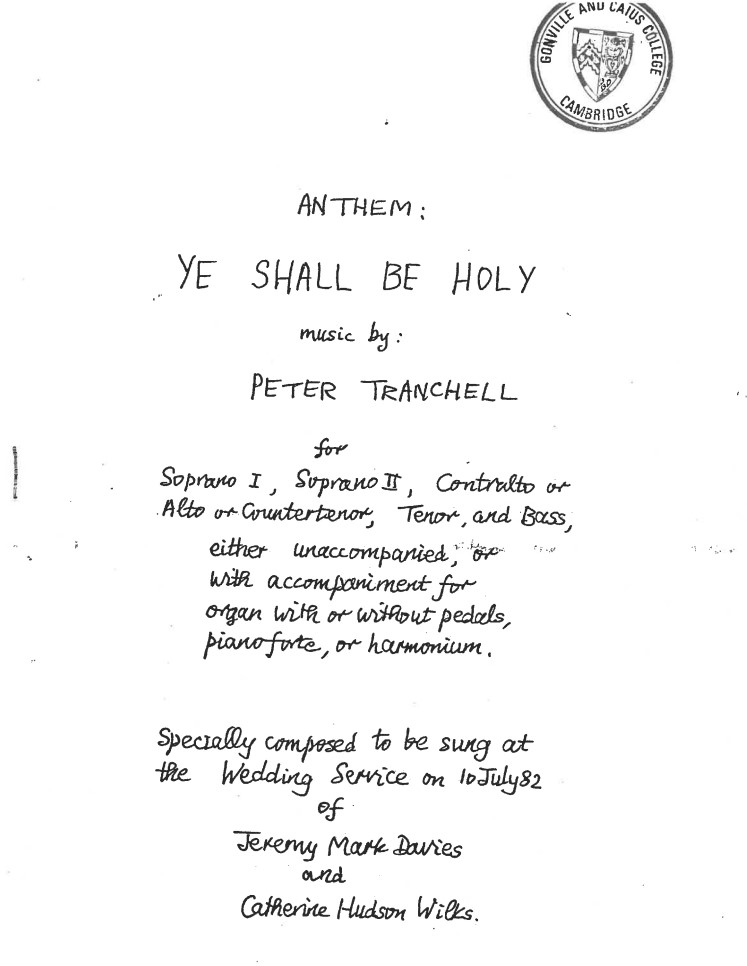 GONVILLE AND CAIUS COLLEGE
CAMBRIDGE
ANTHEM:
YE SHALL BE HOLY
music by:
PETER TRANCHELL
for
Soprano I, Soprano II, Contralto or
Alto or Countertenor, Tenor, and Bass,
either unaccompanied, or
with accompaniment for
organ with or without pedals,
pianoforte, or harmonium.
Specially composed to be sung at
the Wedding Service on 10 July 82
of
Jeremy Mark Davies
and
Catherine Hudson Wilks.